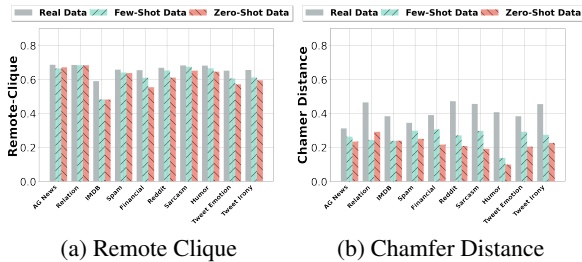 Real Data Few-Shot Data Zero-Shot Data
Remote-Clique
0.8
0.6
0.4
0.2
0.0
AG News Relation IMDB Spam Financial Reddit Sarcasm Humor Tweet Emotion Tweet Irony
(a) Remote Clique
Real Data Few-Shot Data Zero-Shot Data
Chamer Distance
0.8
0.6
0.4
0.2
0.0
AG News Relation IMDB Spam Financial Reddit Sarcasm Humor Tweet Emotion Tweet Irony
(b) Chamfer Distance